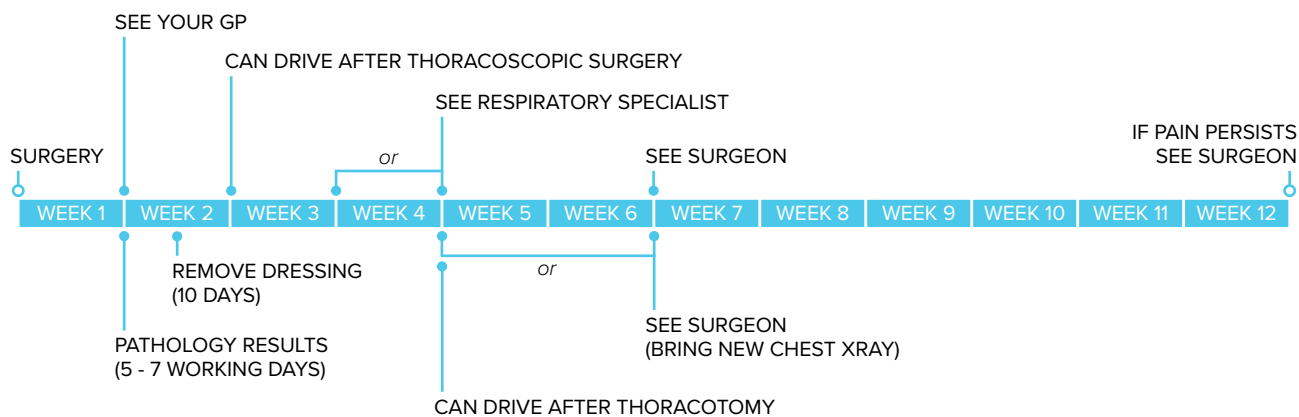 SEE YOUR GP
CAN DRIVE AFTER THORACOSCOPIC SURGERY
SEE RESPIRATORY SPECIALIST
IF PAIN PERSISTS
SEE SURGEON
SURGERY
or
SEE SURGEON
WEEK 1 WEEK 2 WEEK 3 WEEK 4 WEEK 5 WEEK 6 WEEK 7 WEEK 8 WEEK 9 WEEK 10 WEEK 11 WEEK 12
REMOVE DRESSING
(10 DAYS)
or
PATHOLOGY RESULTS
(5 - 7 WORKING DAYS)
SEE SURGEON
(BRING NEW CHEST XRAY)
CAN DRIVE AFTER THORACOTOMY